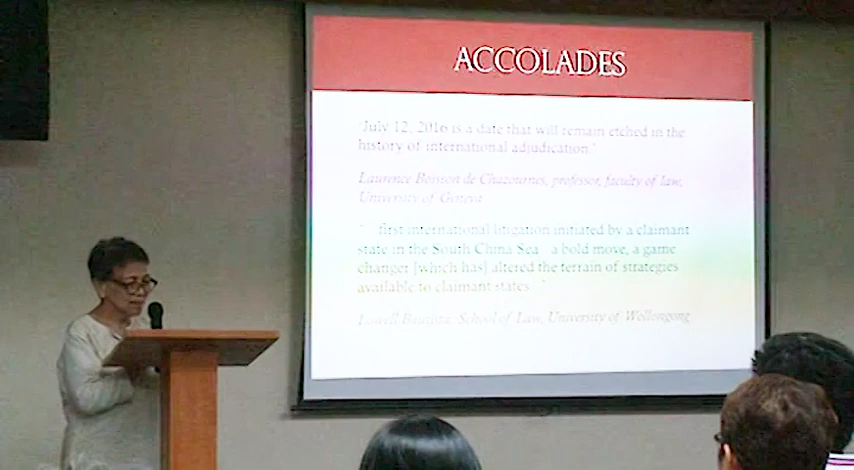 ACCOLADES
'July 12, 2016 is a date that will remain etched in the
history of international adjudication.'
Laurence Boisson de Chazournes, professor, faculty of law,
University of Geneva
first international litigation initiated by a claimant
state in the South China Sea a bold move, a game
changer [which has] altered the terrain of strategies
available to claimant states
Lowell Bautista, School of Law, University of Wollongong